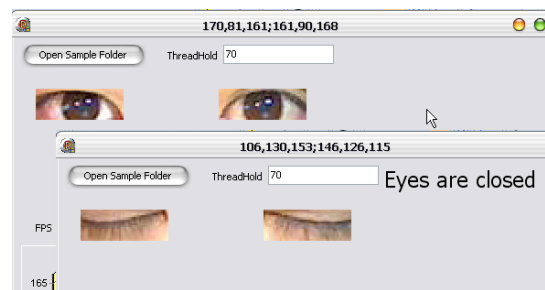 170,81,161;161,90,168
Open Sample Folder ThreadHold 70
106,130,153;146,126,115
Open Sample Folder ThreadHold 70 Eyes are closed
FPS
165